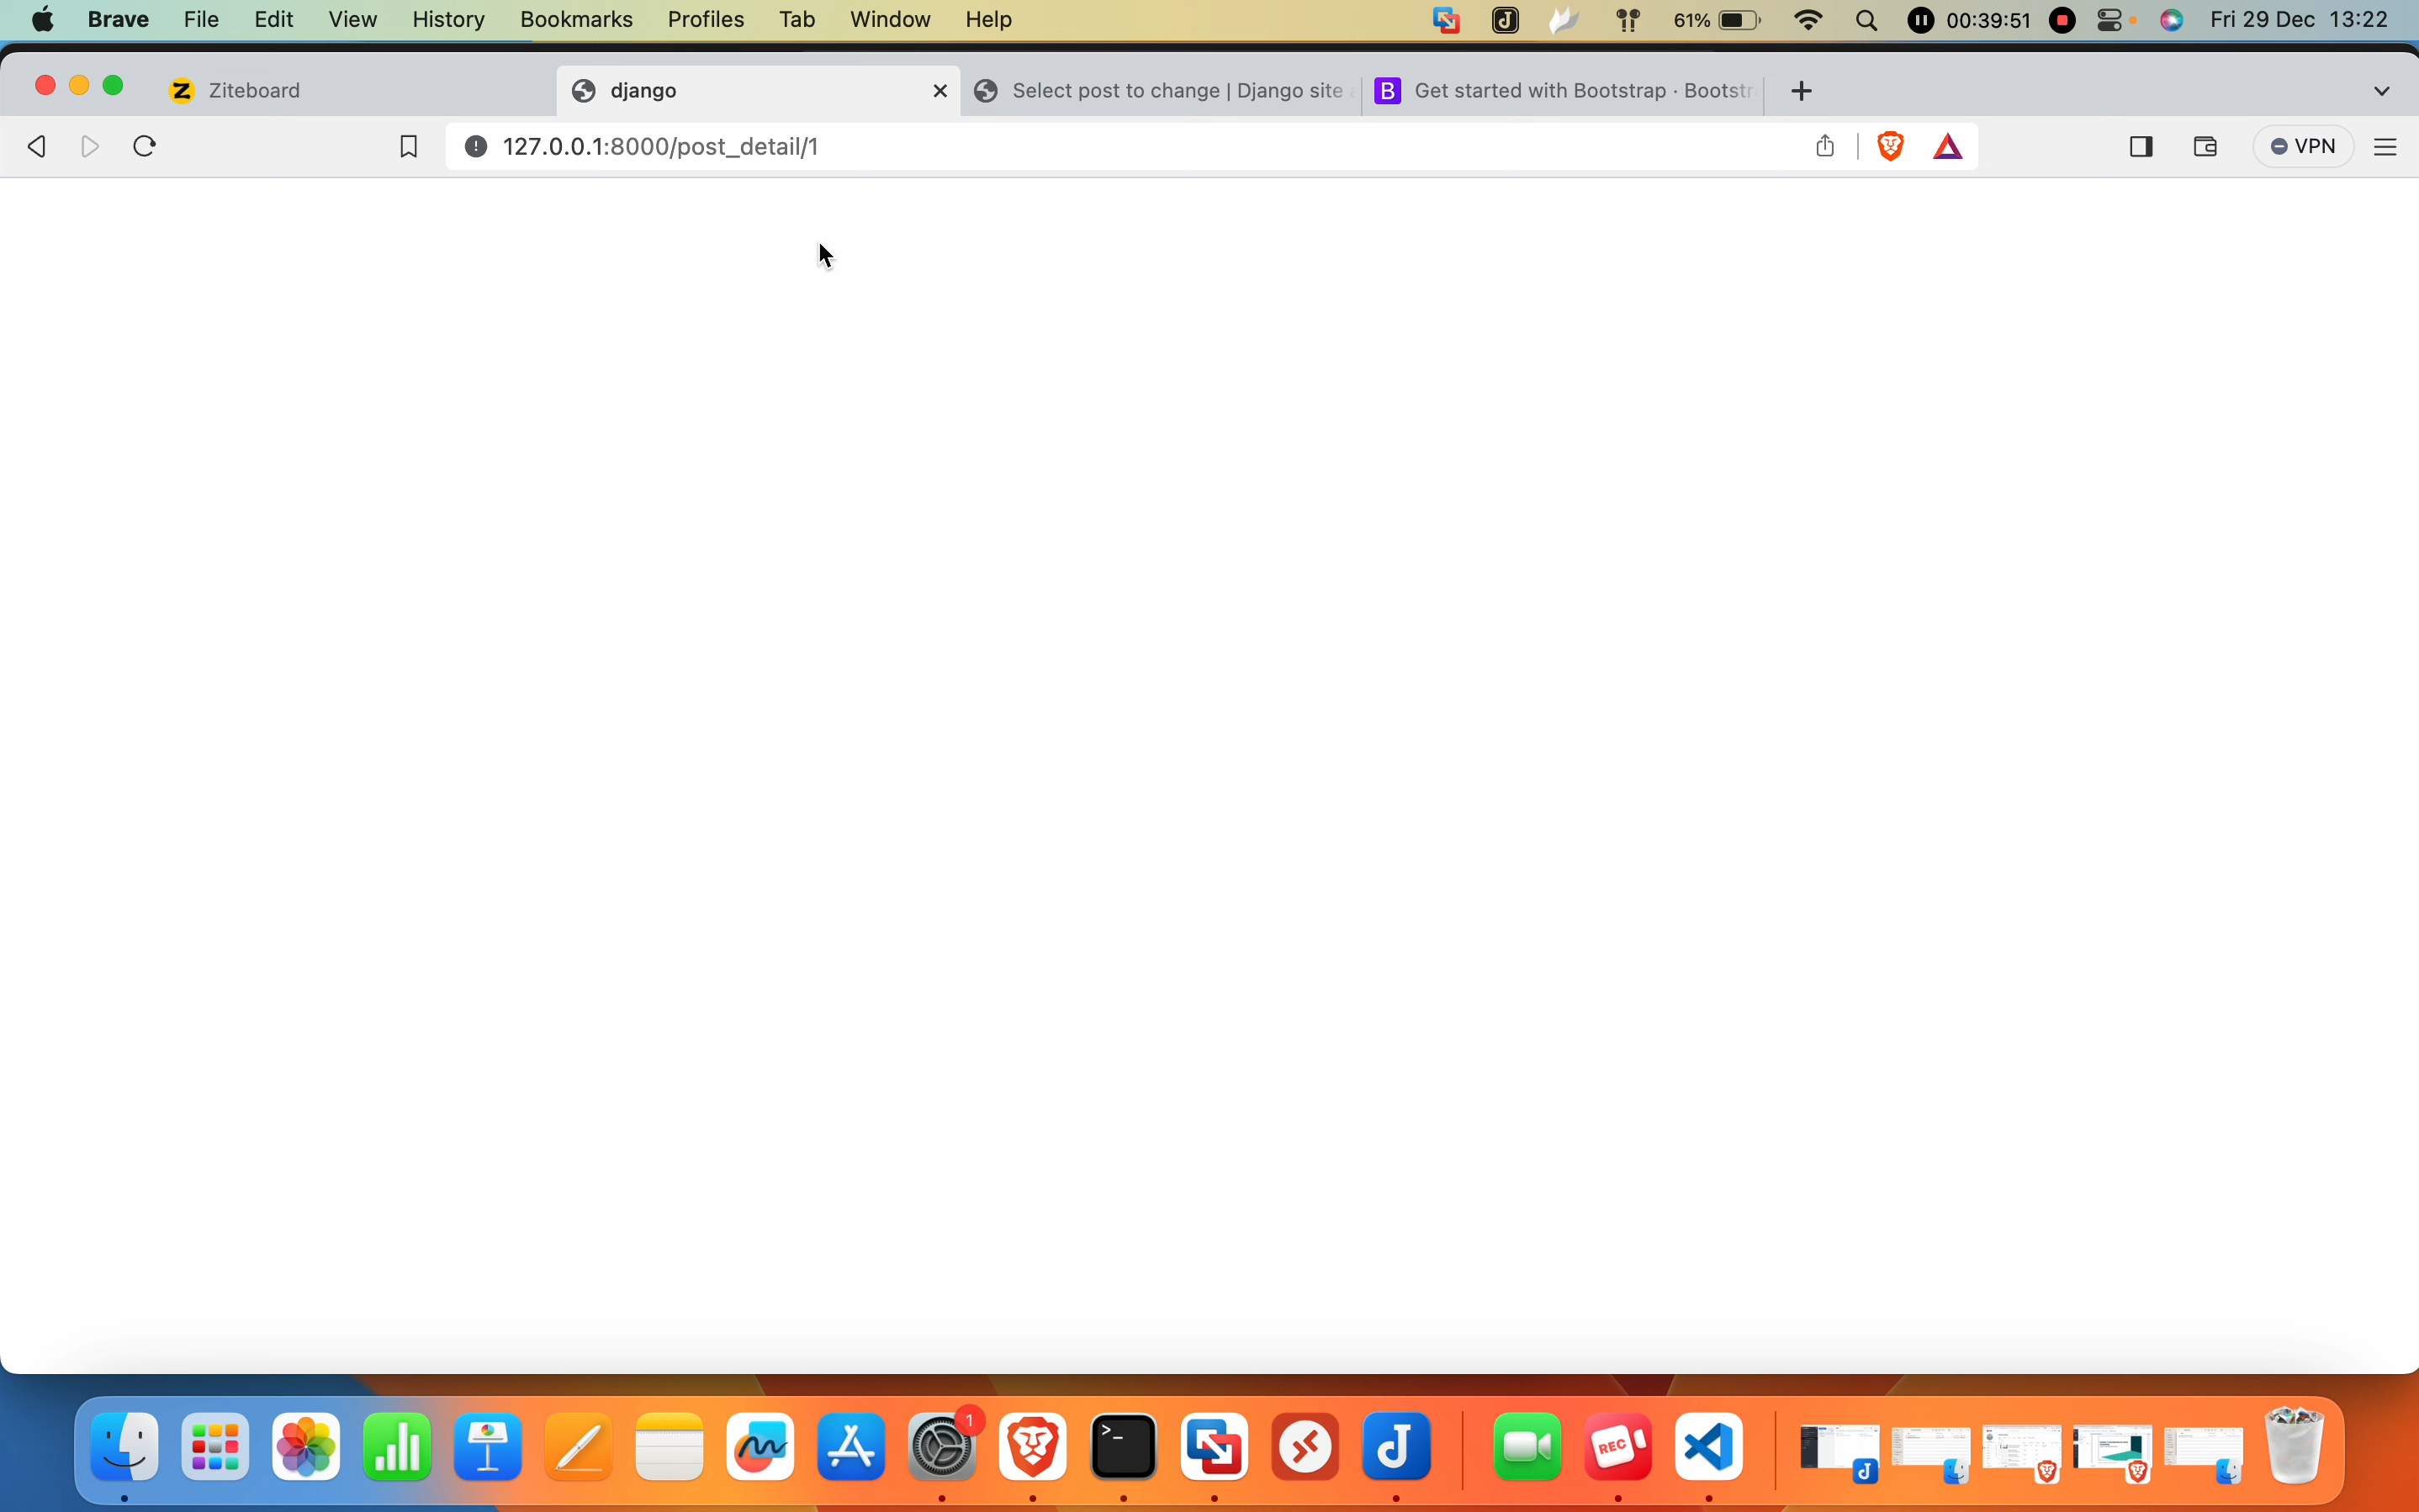 Brave File Edit View History Bookmarks Profiles Tab Window Help 61% 00:39:51 Fri 29 Dec 13:22
Ziteboard django Select post to change | Django site a Get started with Bootstrap · Bootstr
127.0.0.1:8000/post_detail/1 VPN
1
>_
REC